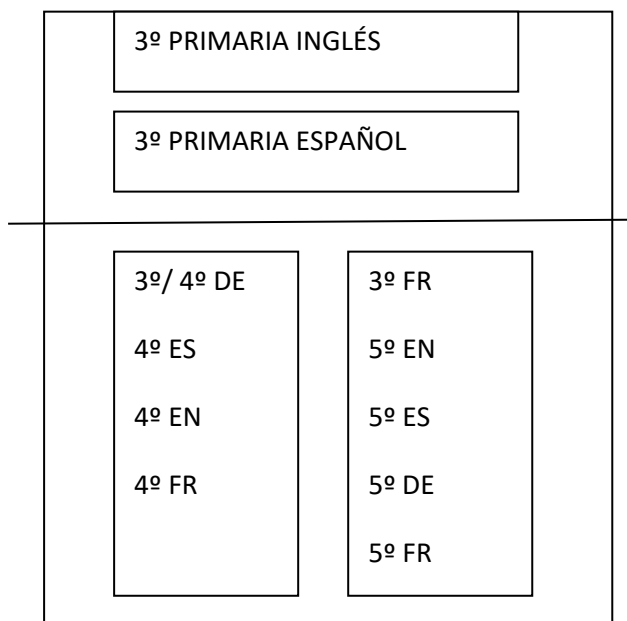 3º PRIMARIA INGLÉS
3º PRIMARIA ESPAÑOL
3º/ 4º DE
4º ES
4º EN
4º FR
3º FR
5º EN
5º ES
5º DE
5º FR